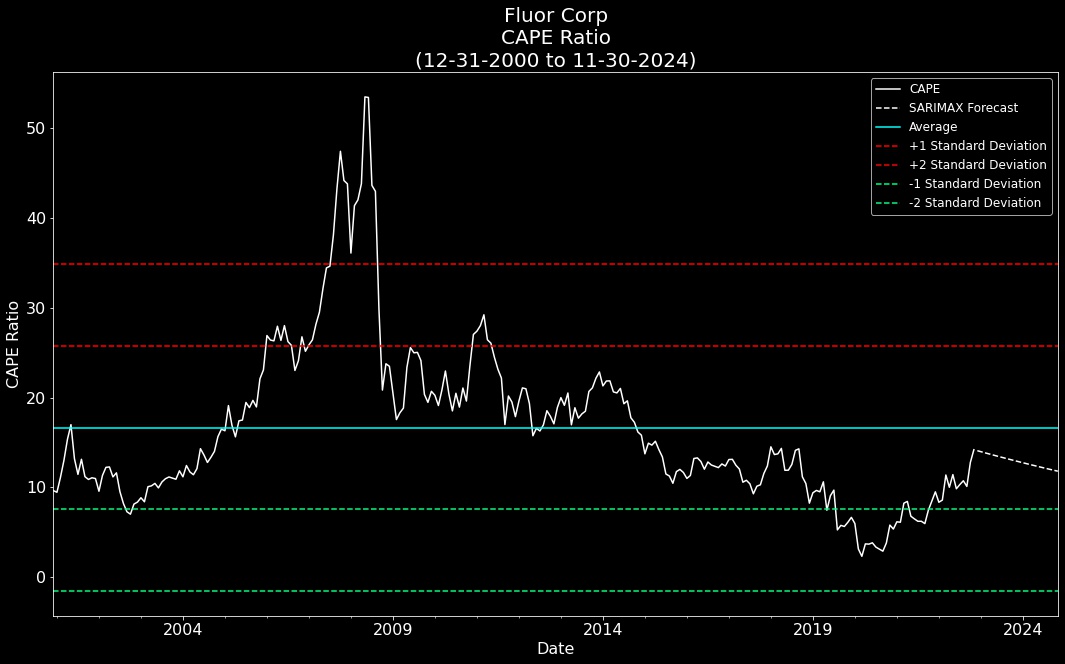 Fluor Corp
CAPE Ratio
(12-31-2000 to 11-30-2024)
CAPE
SARIMAX Forecast
Average
+1 Standard Deviation
+2 Standard Deviation
-1 Standard Deviation
-2 Standard Deviation
CAPE Ratio
50
40
30
20
10
0
2004
2009
2014
2019
2024
Date